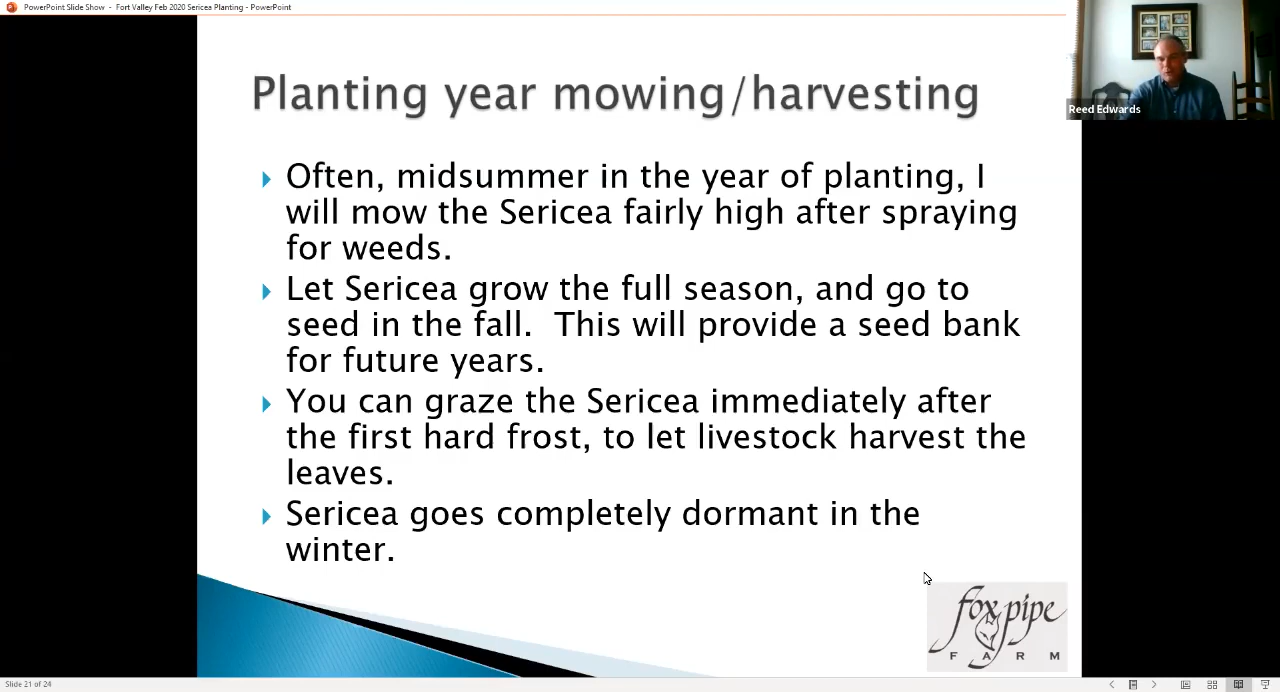 PowerPoint Slide Show - Fort Valley Feb 2020 Sericea Planting - PowerPoint
Reed Edwards
Planting year mowing/harvesting
Often, midsummer in the year of planting, I
will mow the Sericea fairly high after spraying
for weeds.
Let Sericea grow the full season, and go to
seed in the fall.  This will provide a seed bank
for future years.
You can graze the Sericea immediately after
the first hard frost, to let livestock harvest the
leaves.
Sericea goes completely dormant in the
winter.
fox pipe
FARM
Slide 21 of 24